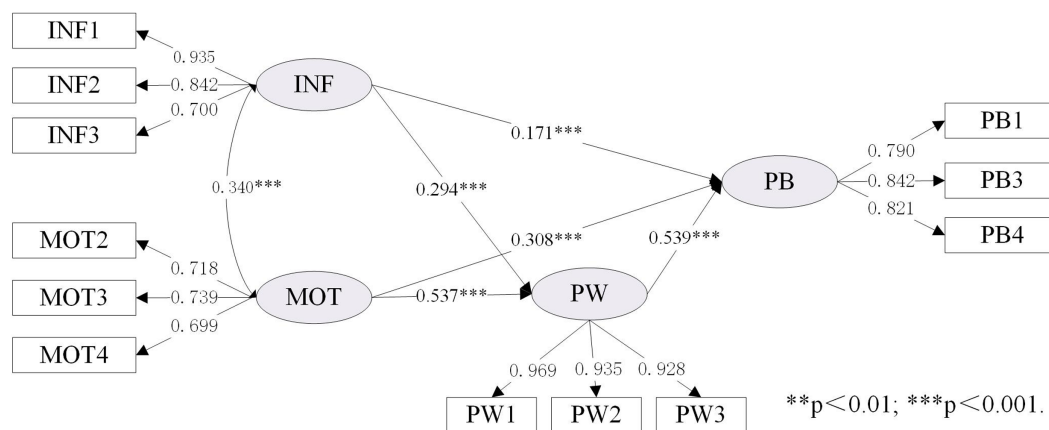 INF1
0.935
INF2
0.842
INF
INF3
0.700
0.171***
PB1
0.790
PB
0.842
PB3
0.821
PB4
0.340***
0.294***
MOT2
0.718
0.308***
0.539***
MOT3
0.739
MOT
0.537***
PW
0.699
MOT4
0.969
0.935
0.928
PW1
PW2
PW3
**p<0.01; ***p<0.001.